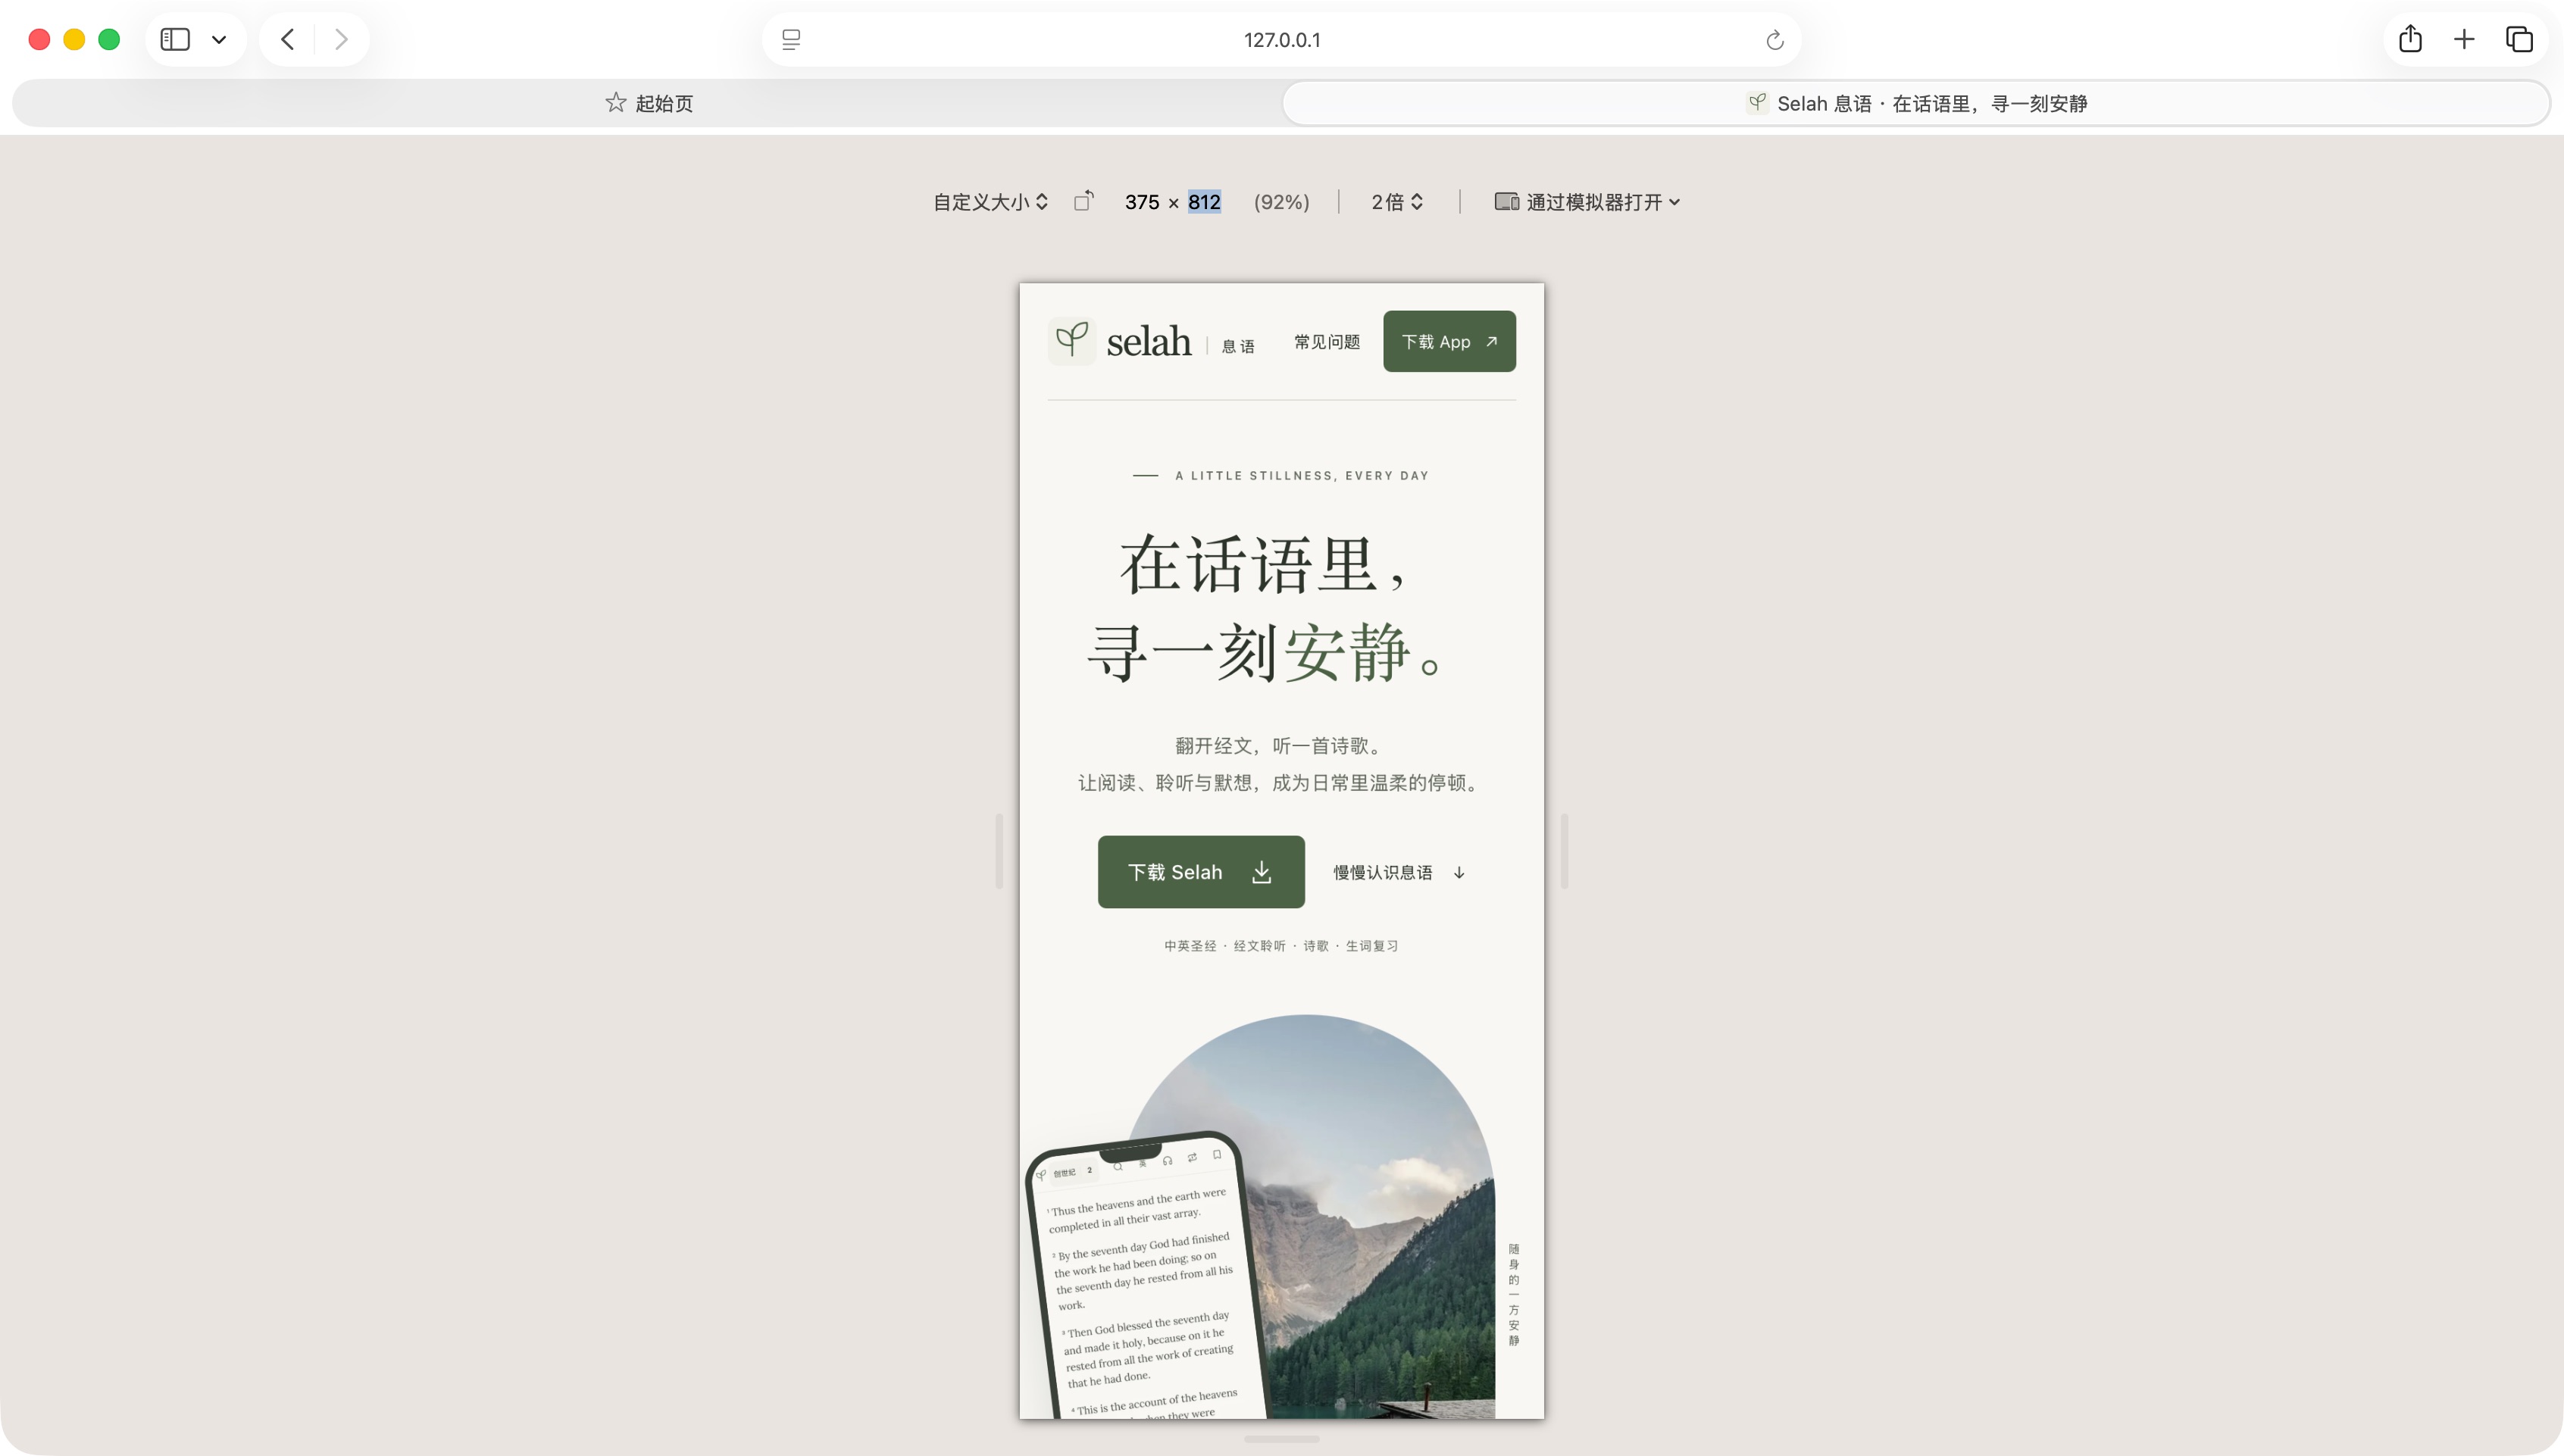 127.0.0.1
起始页
Selah 息语 · 在话语里，寻一刻安静
自定义大小 375 × 812 (92%) 2倍 通过模拟器打开
selah 息语 常见问题 下载 App
A LITTLE STILLNESS, EVERY DAY
在话语里，
寻一刻安静。
翻开经文，听一首诗歌。
让阅读、聆听与默想，成为日常里温柔的停顿。
下载 Selah 慢慢认识息语
中英圣经 · 经文聆听 · 诗歌 · 生词复习
创世纪 2 英
1 Thus the heavens and the earth were
completed in all their vast array.
2 By the seventh day God had finished
the work he had been doing; so on
the seventh day he rested from all his
work.
3 Then God blessed the seventh day
and made it holy, because on it he
rested from all the work of creating
that he had done.
4 This is the account of the heavens
when they were
随身的一方安静